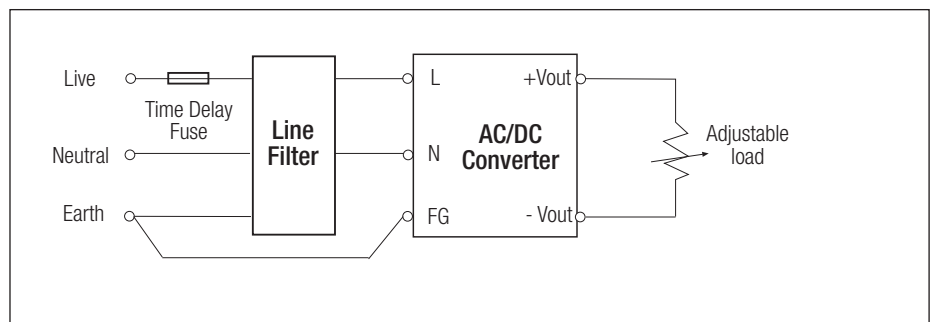 Live
Time Delay
Fuse
Line
Filter
L
+Vout
AC/DC
Converter
Adjustable
load
Neutral
N
Earth
FG
- Vout